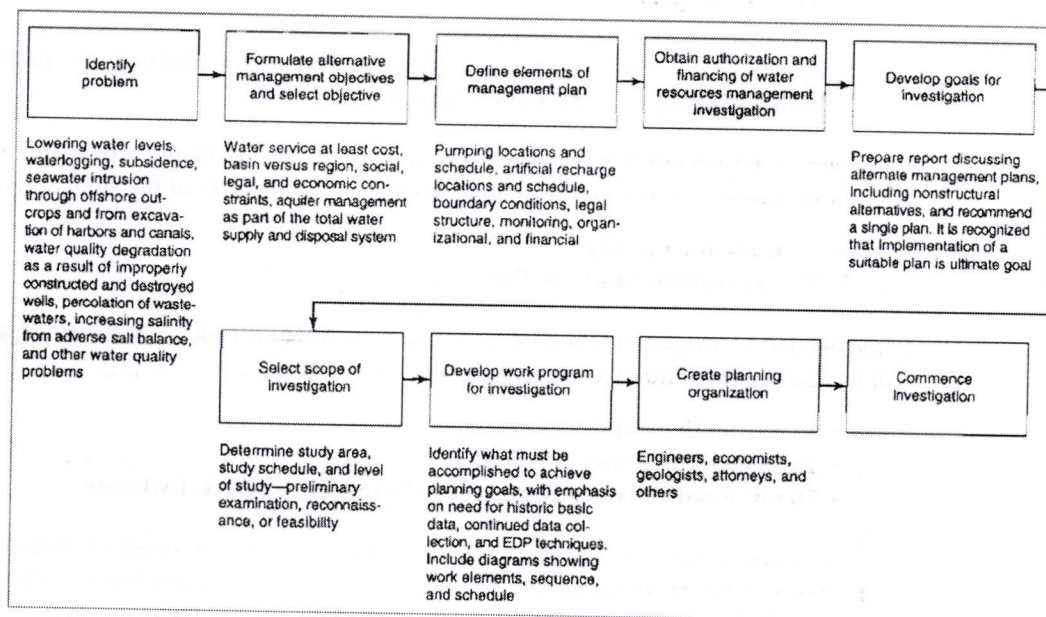 Identify
problem
Formulate alternative
management objectives
and select objective
Define elements of
management plan
Obtain authorization and
financing of water
resources management
investigation
Develop goals for
investigation
Lowering water levels,
waterlogging, subsidence,
seawater intrusion
through offshore out-
crops and from excava-
tion of harbors and canals,
water quality degradation
as a result of improperly
constructed and destroyed
wells, percolation of waste-
waters, increasing salinity
from adverse salt balance,
and other water quality
problems
Water service at least cost,
basin versus region, social,
legal, and economic con-
straints, aquifer management
as part of the total water
supply and disposal system
Pumping locations and
schedule, artificial recharge
locations and schedule,
boundary conditions, legal
structure, monitoring, organ-
izational, and financial
Prepare report discussing
alternate management plans,
Including nonstructural
alternatives, and recommend
a single plan. It is recognized
that Implementation of a
suitable plan is ultimate goal
Select scope of
investigation
Develop work program
for investigation
Create planning
organization
Commence
Investigation
Determine study area,
study schedule, and level
of study—preliminary
examination, reconnaiss-
ance, or feasibility
Identify what must be
accomplished to achieve
planning goals, with emphasis
on need for historic basic
data, continued data col-
lection, and EDP techniques.
Include diagrams showing
work elements, sequence,
and schedule
Engineers, economists,
geologists, attorneys, and
others